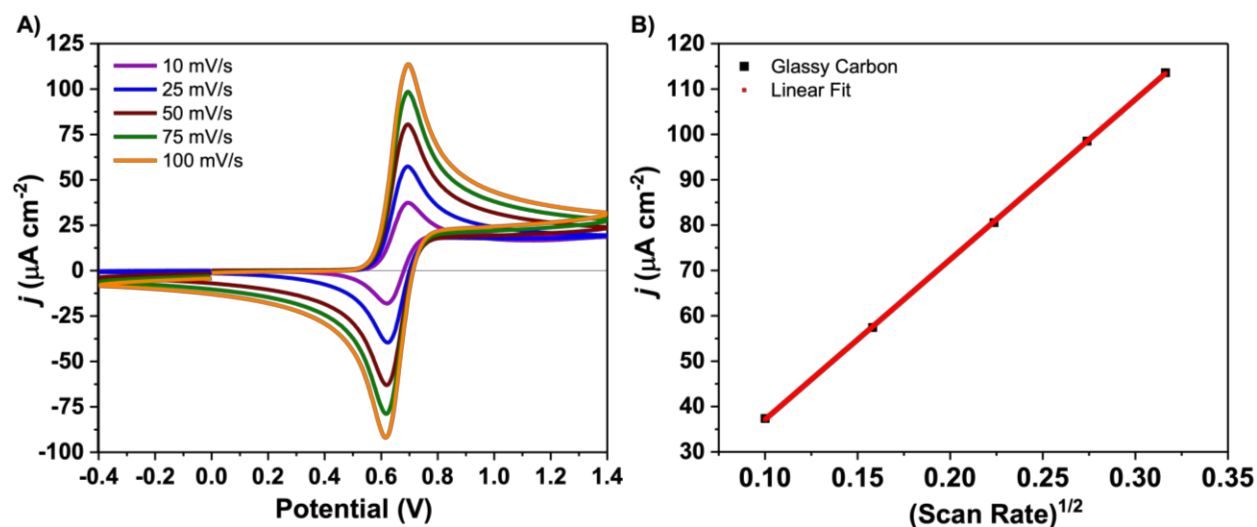 A)
125
100
75
50
25
0
-25
-50
-75
-100
j (μA cm-2)
10 mV/s
25 mV/s
50 mV/s
75 mV/s
100 mV/s
-0.4 -0.2 0.0 0.2 0.4 0.6 0.8 1.0 1.2 1.4
Potential (V)
B)
120
110
100
90
80
70
60
50
40
30
j (μA cm-2)
Glassy Carbon
Linear Fit
0.10 0.15 0.20 0.25 0.30 0.35
(Scan Rate)1/2